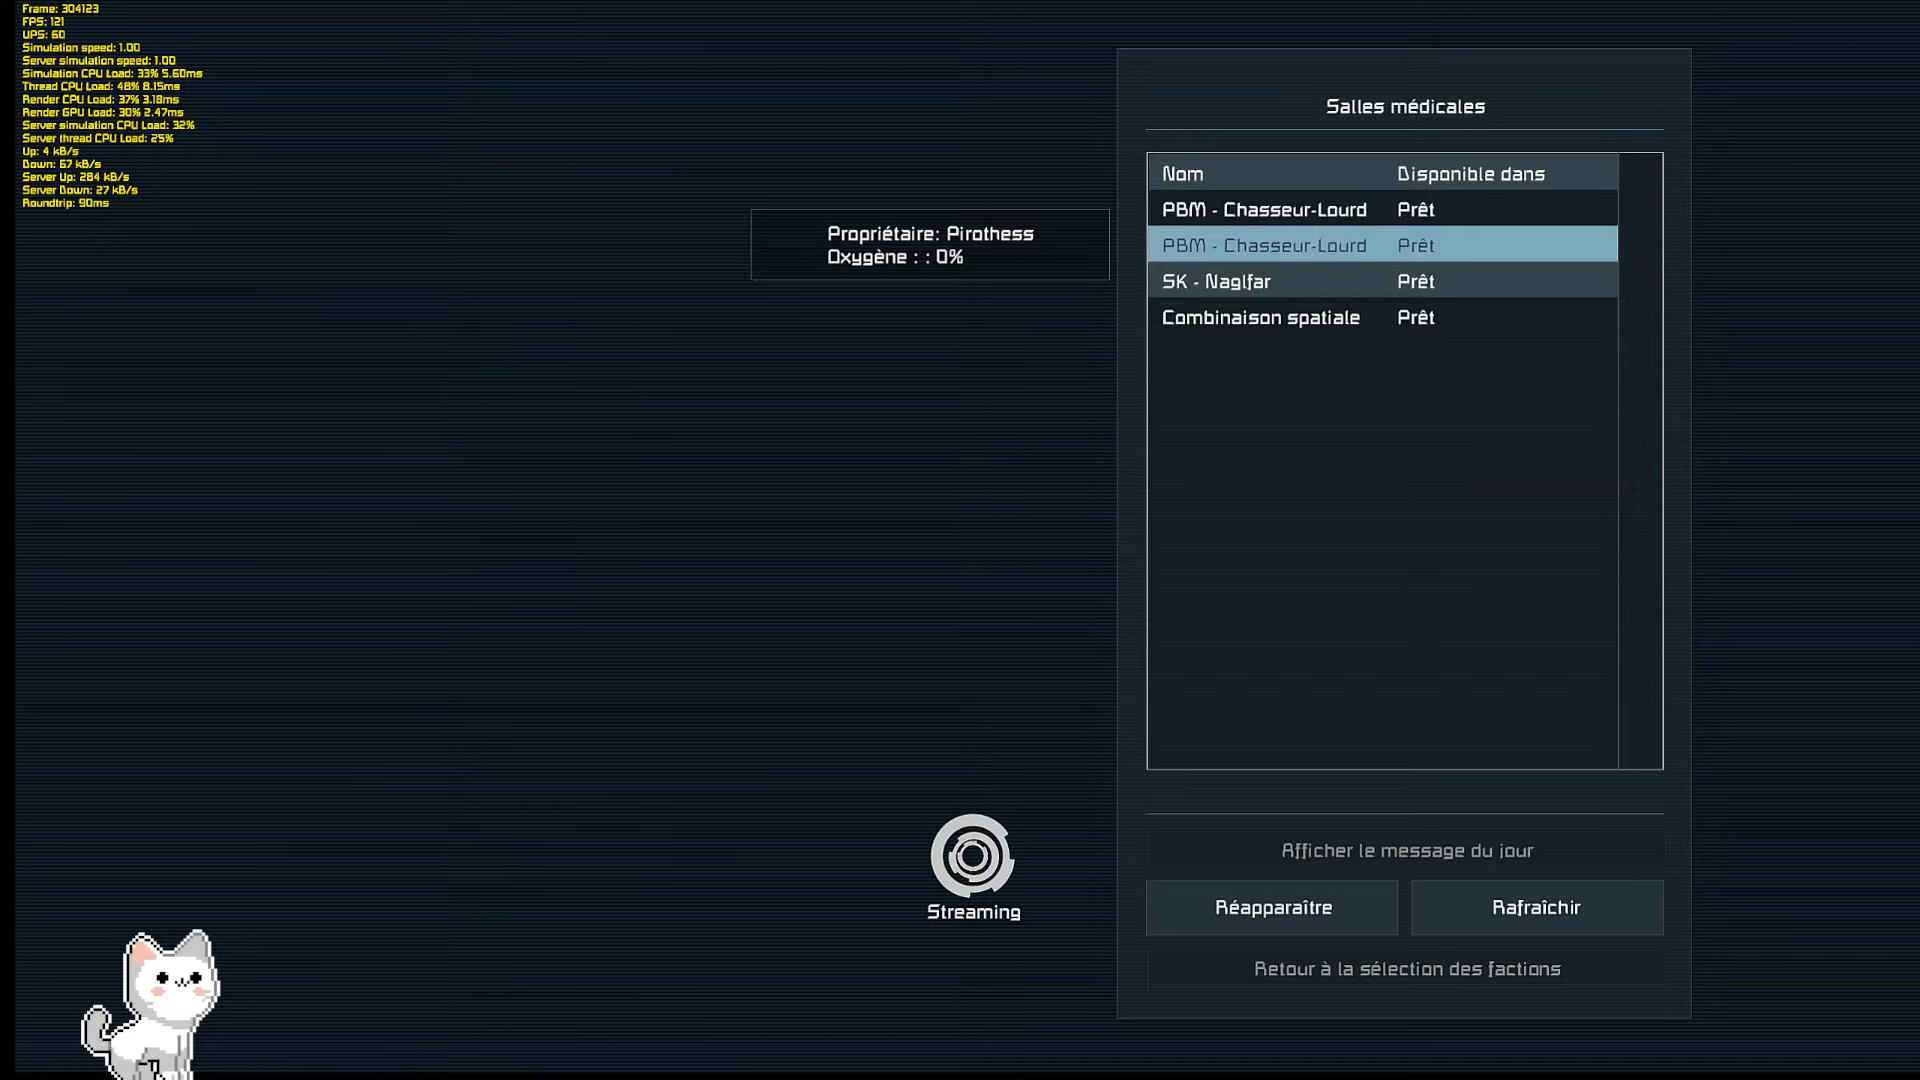 Frame: 304123
FPS: 121
UPS: 60
Simulation speed: 1.00
Server simulation speed: 1.00
Simulation CPU Load: 33% 5.60ms
Thread CPU Load: 48% 8.15ms
Render CPU Load: 37% 3.18ms
Render GPU Load: 30% 2.47ms
Server simulation CPU Load: 32%
Server thread CPU Load: 25%
Up: 4 kB/s
Down: 67 kB/s
Server Up: 284 kB/s
Server Down: 27 kB/s
Roundtrip: 90ms
Propriétaire: Pirothess
Oxygène : : 0%
Salles médicales
Nom Disponible dans
PBM - Chasseur-Lourd Prêt
PBM - Chasseur-Lourd Prêt
SK - Naglfar Prêt
Combinaison spatiale Prêt
Streaming
Afficher le message du jour
Réapparaître Rafraîchir
Retour à la sélection des factions